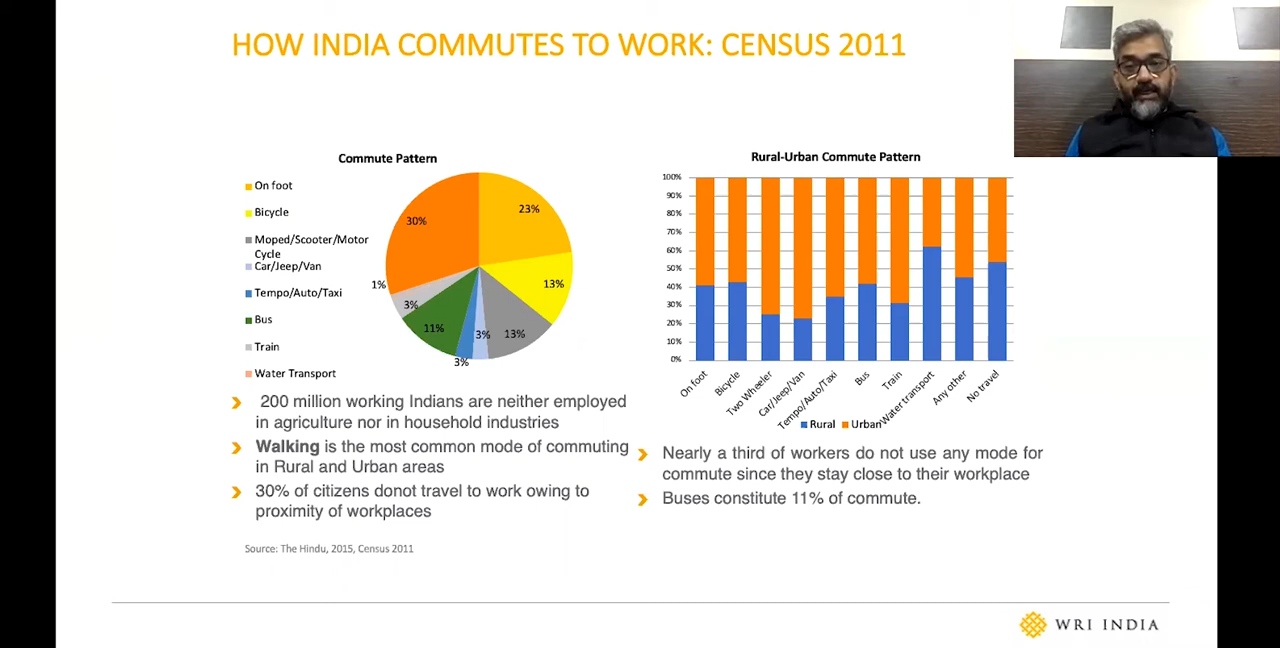 HOW INDIA COMMUTES TO WORK: CENSUS 2011
Commute Pattern
On foot
Bicycle
Moped/Scooter/Motor
Cycle
Car/Jeep/Van
Tempo/Auto/Taxi
Bus
Train
Water Transport
30%
23%
1%
13%
3%
11%
3%
13%
3%
Rural-Urban Commute Pattern
100%
90%
80%
70%
60%
50%
40%
30%
20%
10%
0%
On foot
Bicycle
Two Wheeler
Car/Jeep/Van
Tempo/Auto/Taxi
Bus
Train
Water transport
Any other
No travel
Rural Urban
200 million working Indians are neither employed
in agriculture nor in household industries
Walking is the most common mode of commuting
in Rural and Urban areas
30% of citizens donot travel to work owing to
proximity of workplaces
Nearly a third of workers do not use any mode for
commute since they stay close to their workplace
Buses constitute 11% of commute.
Source: The Hindu, 2015, Census 2011
WRI INDIA